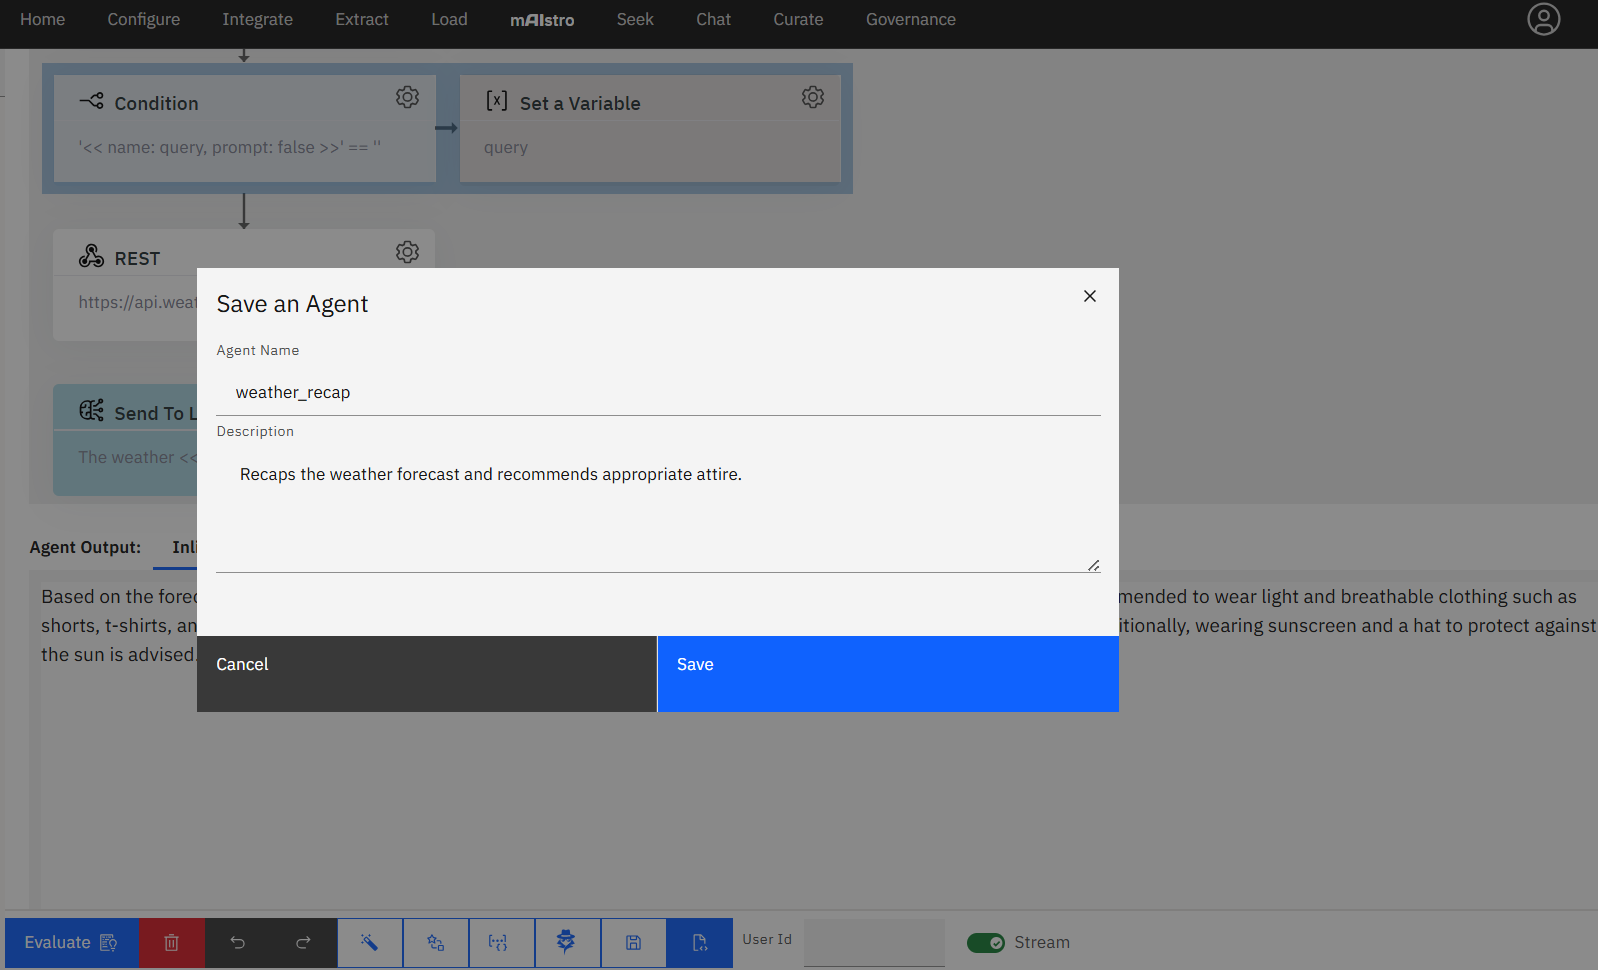 Home Configure Integrate Extract Load mAIstro Seek Chat Curate Governance
Condition
'<< name: query, prompt: false >>' == ''
[x] Set a Variable
query
REST
https://api.weat
Send To L
The weather <<
Save an Agent
Agent Name
weather_recap
Description
Recaps the weather forecast and recommends appropriate attire.
Cancel
Save
Agent Output: Inli
Based on the forec mended to wear light and breathable clothing such as
shorts, t-shirts, an itionally, wearing sunscreen and a hat to protect against
the sun is advised.
Evaluate
User Id
Stream